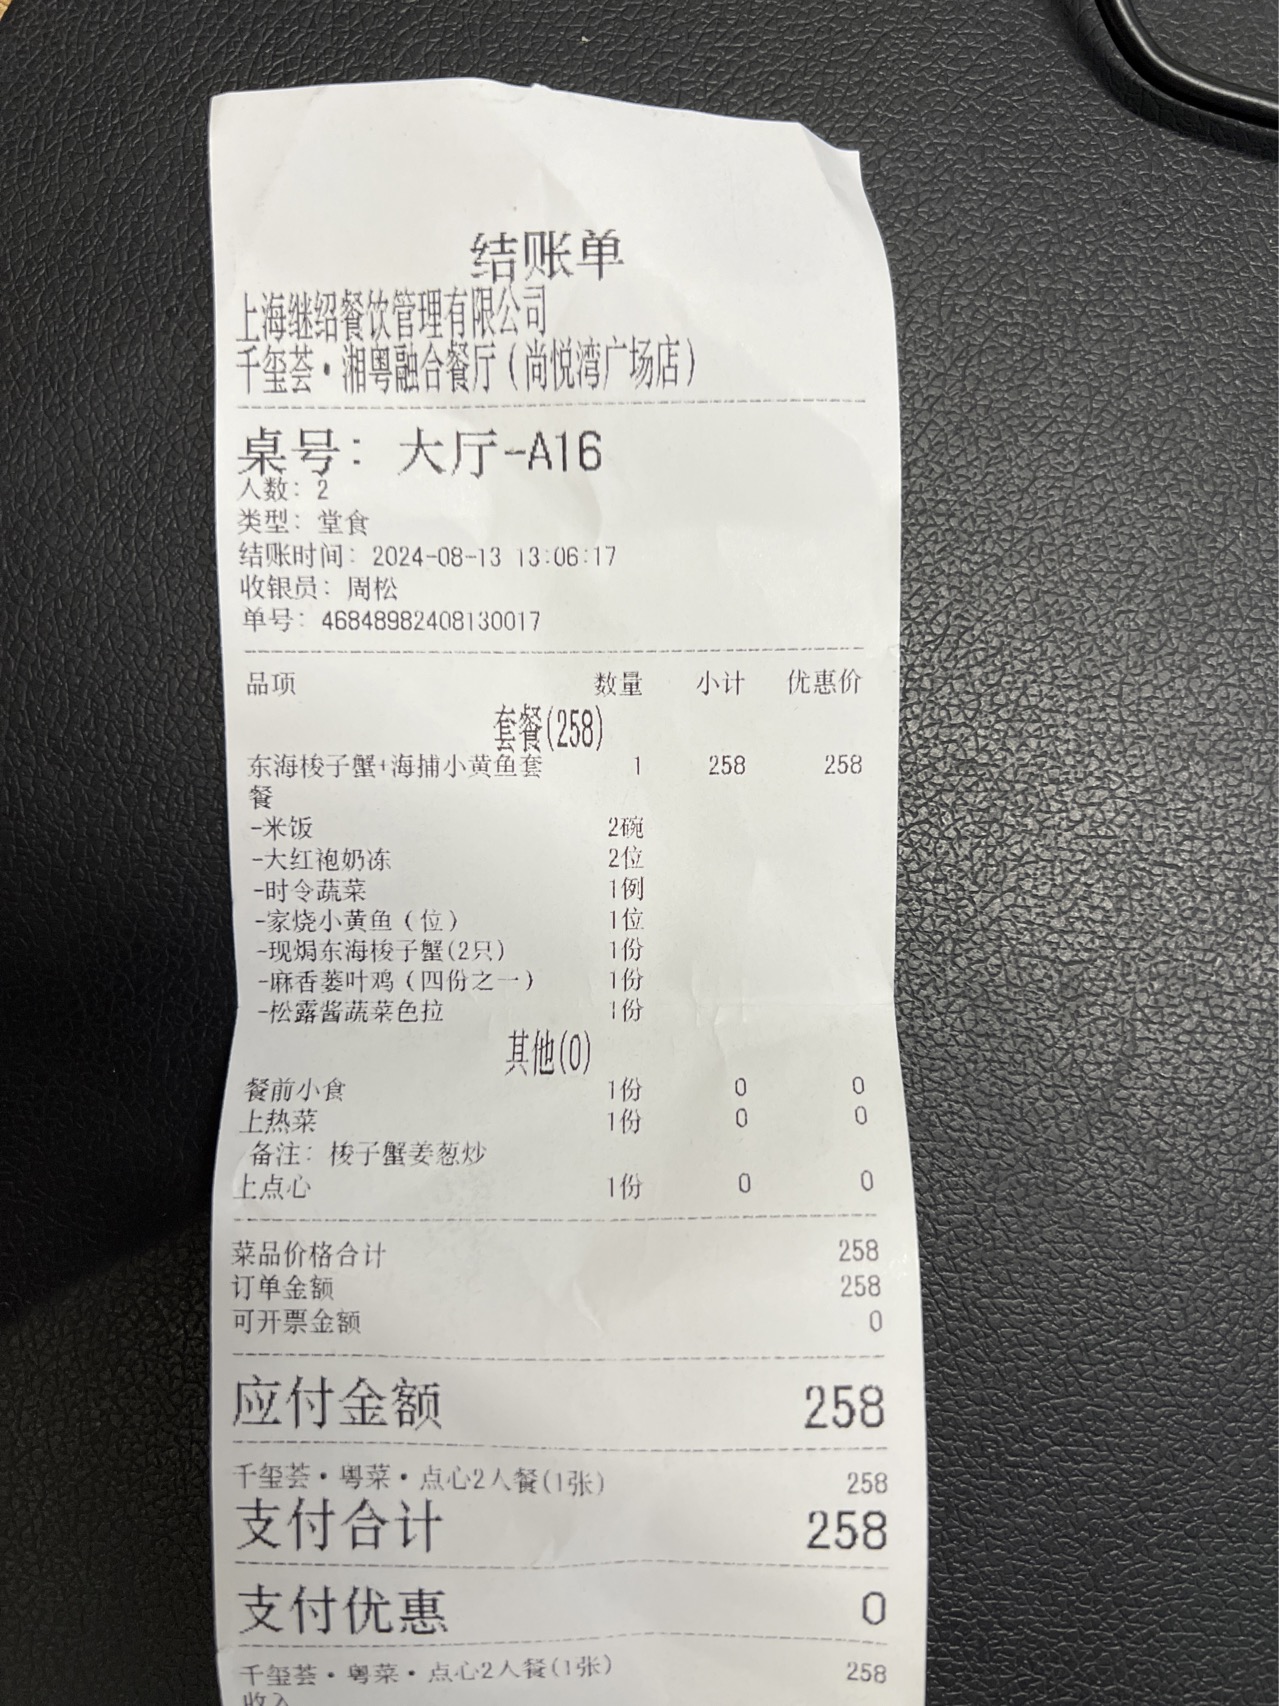 结账单
上海继绍餐饮管理有限公司
千玺荟·湘粤融合餐厅(尚悦湾广场店)
桌号: 大厅-A16
人数: 2
类型: 堂食
结账时间: 2024-08-13 13:06:17
收银员: 周松
单号: 46848982408130017
品项 数量 小计 优惠价
套餐(258)
东海梭子蟹+海捕小黄鱼套 1 258 258
餐
-米饭 2碗
-大红袍奶冻 2位
-时令蔬菜 1例
-家烧小黄鱼(位) 1位
-现焗东海梭子蟹(2只) 1份
-麻香蒌叶鸡(四份之一) 1份
-松露酱蔬菜色拉 1份
其他(0)
餐前小食 1份 0 0
上热菜 1份 0 0
备注: 梭子蟹姜葱炒
上点心 1份 0 0
菜品价格合计 258
订单金额 258
可开票金额 0
应付金额 258
千玺荟·粤菜·点心2人餐(1张) 258
支付合计 258
支付优惠 0
千玺荟·粤菜·点心2人餐(1张) 258
收入